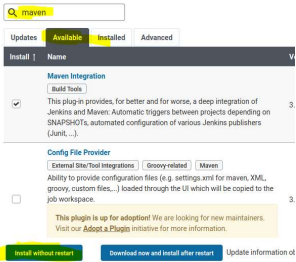 maven
Updates Available Installed Advanced
Install ↑ Name
Maven Integration
Build Tools
This plug-in provides, for better and for worse, a deep integration of
Jenkins and Maven: Automatic triggers between projects depending on
SNAPSHOTs, automated configuration of various Jenkins publishers
(Junit, ...).
3.
Config File Provider
External Site/Tool Integrations Groovy-related Maven
Ability to provide configuration files (e.g. settings.xml for maven, XML,
groovy, custom files,...) loaded through the UI which will be copied to the
job workspace.
3.
This plugin is up for adoption! We are looking for new maintainers.
Visit our Adopt a Plugin initiative for more information.
Install without restart Download now and install after restart Update information ob